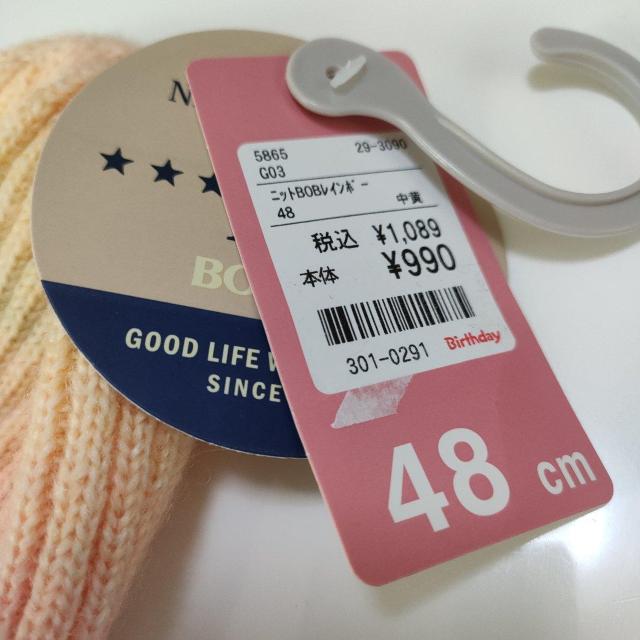 ★★★
GOOD LIFE
SINCE
5865 29-3090
G03
ニットBOBレインボー
48 中黄
税込 ¥1,089
本体 ¥990
301-0291 Birthday
48 cm